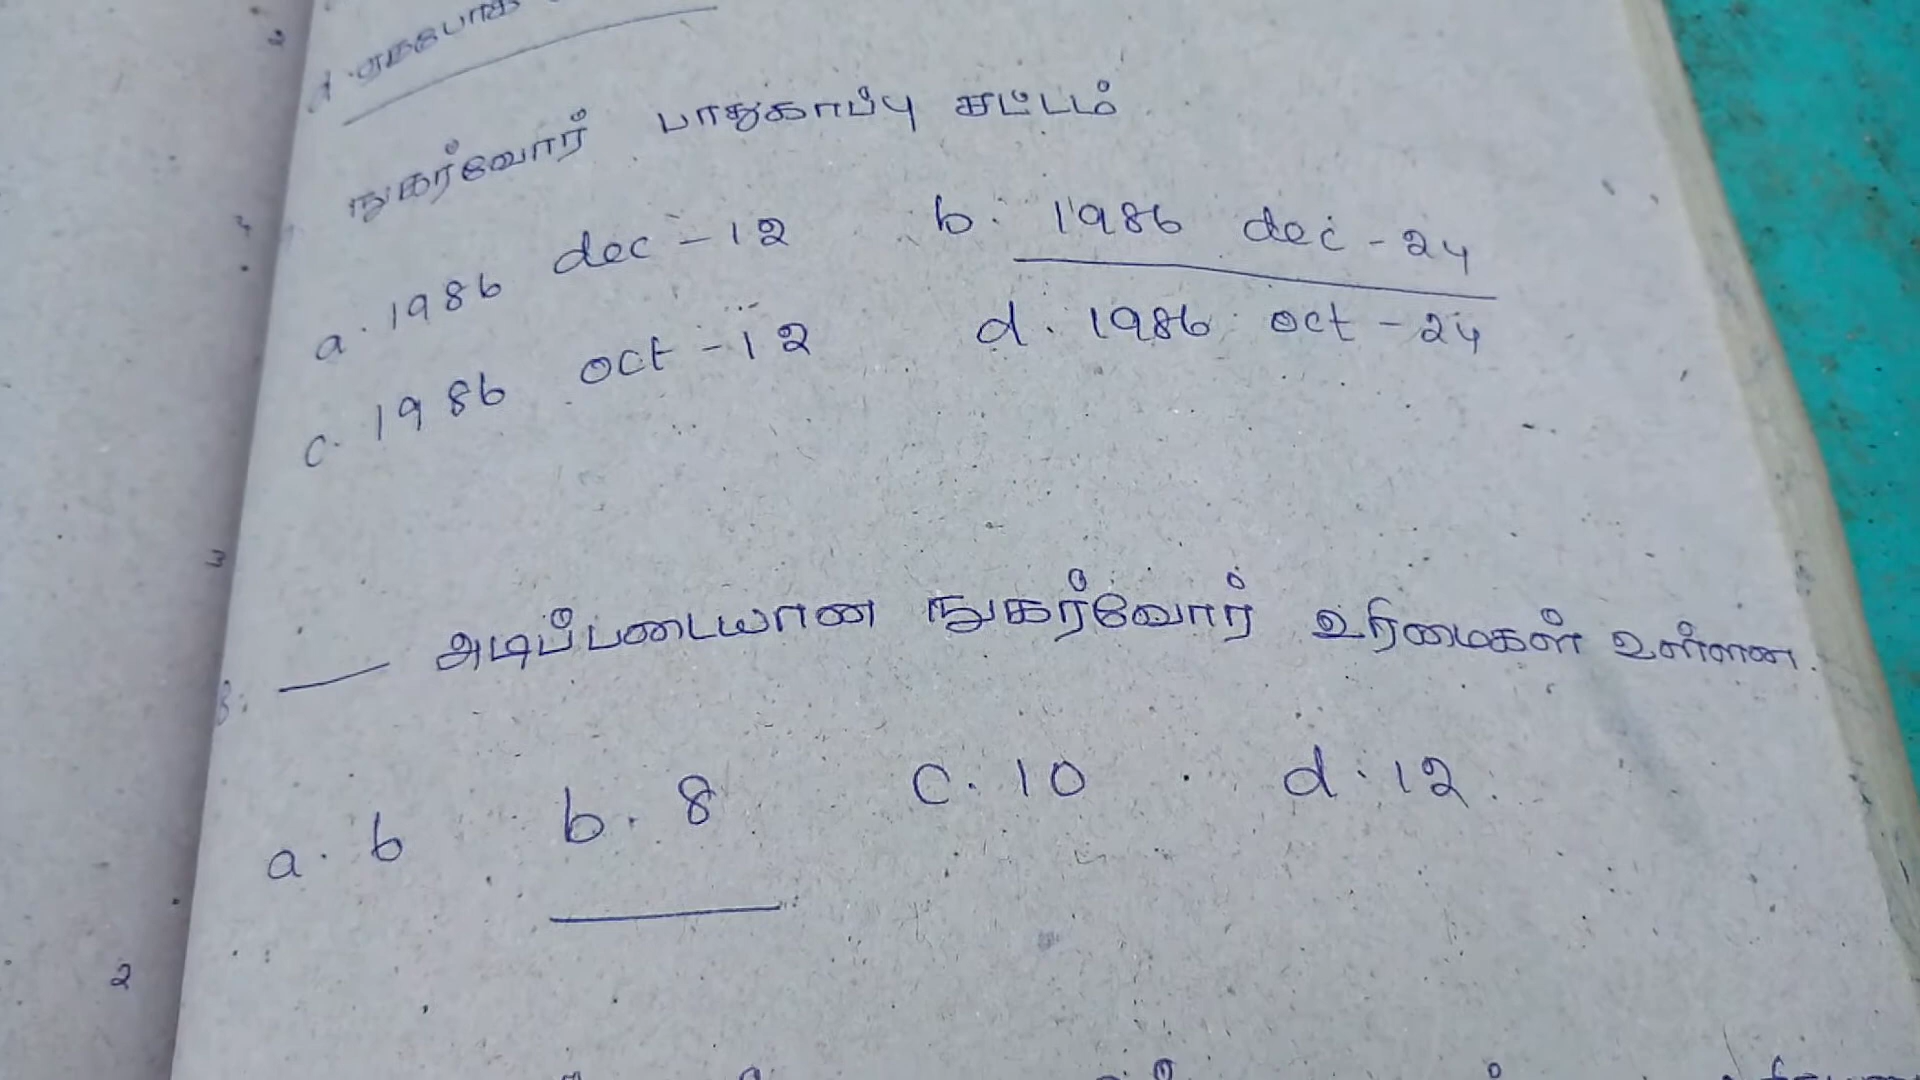 நுகர்வோர் பாதுகாப்பு சட்டம்
a. 1986 dec - 12 b. 1986 dec - 24
c. 1986 oct - 12 d. 1986 oct - 24
___ அடிப்படையான நுகர்வோர் உரிமைகள் உள்ளன.
a. 6 b. 8 c. 10 d. 12.
2